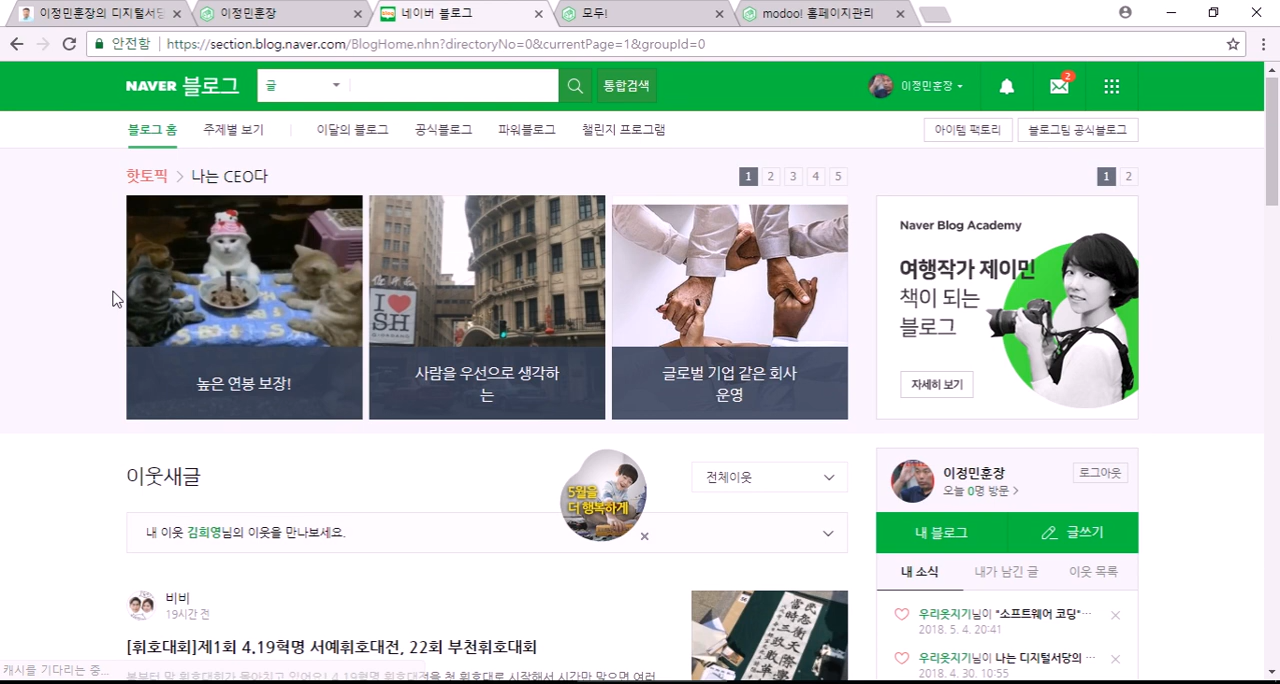 이정민훈장의 디지털서당
이정민훈장
네이버 블로그
모두!
modoo! 홈페이지관리
안전함
https://section.blog.naver.com/BlogHome.nhn?directoryNo=0&currentPage=1&groupId=0
NAVER 블로그
글
통합검색
이정민훈장
2
블로그 홈
주제별 보기
이달의 블로그
공식블로그
파워블로그
챌린지 프로그램
아이템 팩토리
블로그팀 공식블로그
핫토픽 > 나는 CEO다
1 2 3 4 5
1 2
I ♥ SH
GIORDANO
높은 연봉 보장!
사람을 우선으로 생각하
는
글로벌 기업 같은 회사
운영
Naver Blog Academy
여행작가 제이민
책이 되는
블로그
자세히 보기
이웃새글
5월을
더 행복하게
전체이웃
내 이웃 김희영님의 이웃을 만나보세요.
이정민훈장
로그아웃
오늘 0명 방문 >
내 블로그
글쓰기
내 소식
내가 남긴 글
이웃 목록
우리옷지기님이 "소프트웨어 코딩"···
2018. 5. 4. 20:41
우리옷지기님이 나는 디지털서당의 ···
2018. 4. 30. 10:55
비비
19시간 전
[휘호대회]제1회 4.19혁명 서예휘호대전, 22회 부천휘호대회
캐시를 기다리는 중...